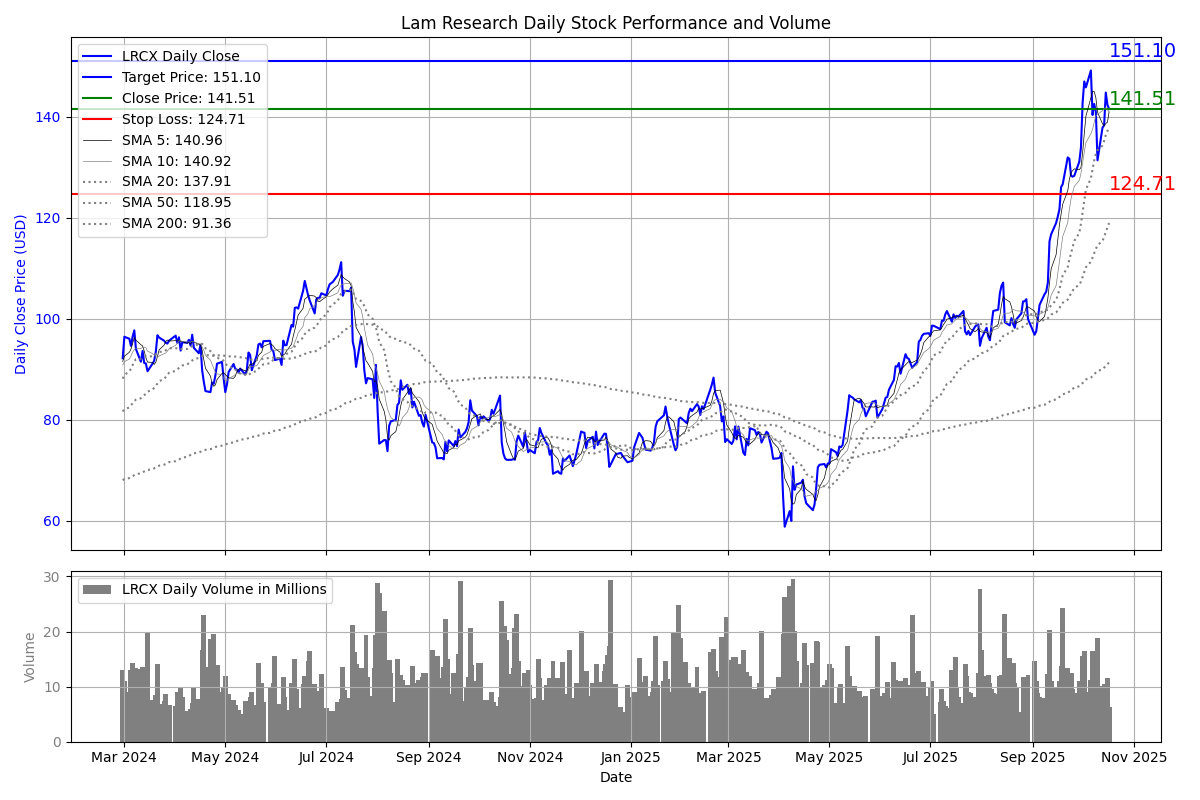 Lam Research Daily Stock Performance and Volume
LRCX Daily Close
Target Price: 151.10
Close Price: 141.51
Stop Loss: 124.71
SMA 5: 140.96
SMA 10: 140.92
SMA 20: 137.91
SMA 50: 118.95
SMA 200: 91.36
151.10
141.51
124.71
Daily Close Price (USD)
140
120
100
80
60
LRCX Daily Volume in Millions
Volume
30
20
10
0
Mar 2024 May 2024 Jul 2024 Sep 2024 Nov 2024 Jan 2025 Mar 2025 May 2025 Jul 2025 Sep 2025 Nov 2025
Date